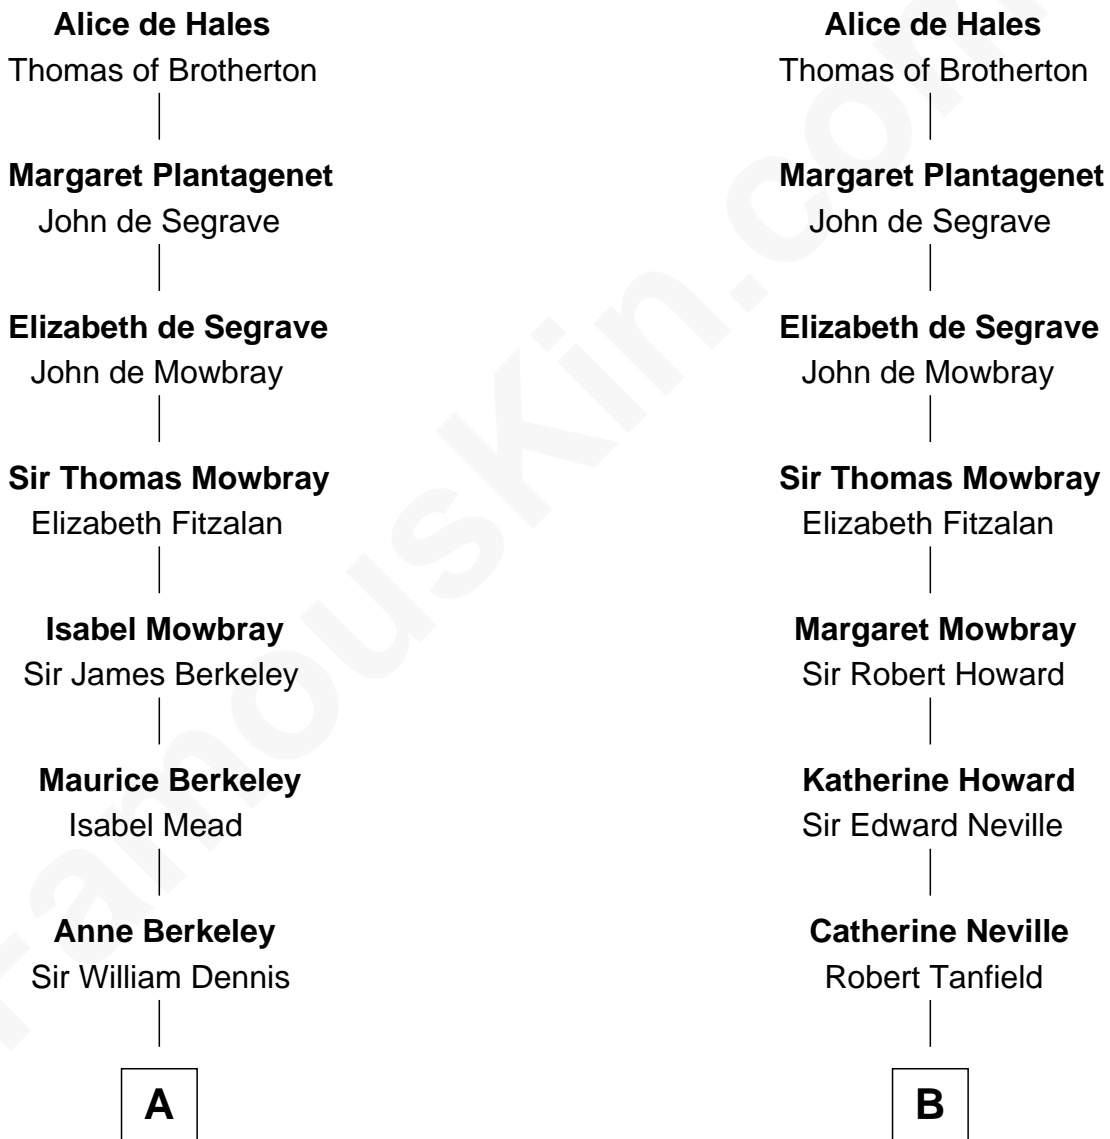 Alice de Hales
Thomas of Brotherton
Margaret Plantagenet
John de Segrave
Elizabeth de Segrave
John de Mowbray
Sir Thomas Mowbray
Elizabeth Fitzalan
Isabel Mowbray
Sir James Berkeley
Maurice Berkeley
Isabel Mead
Anne Berkeley
Sir William Dennis
A
Alice de Hales
Thomas of Brotherton
Margaret Plantagenet
John de Segrave
Elizabeth de Segrave
John de Mowbray
Sir Thomas Mowbray
Elizabeth Fitzalan
Margaret Mowbray
Sir Robert Howard
Katherine Howard
Sir Edward Neville
Catherine Neville
Robert Tanfield
B
FamousKin.com